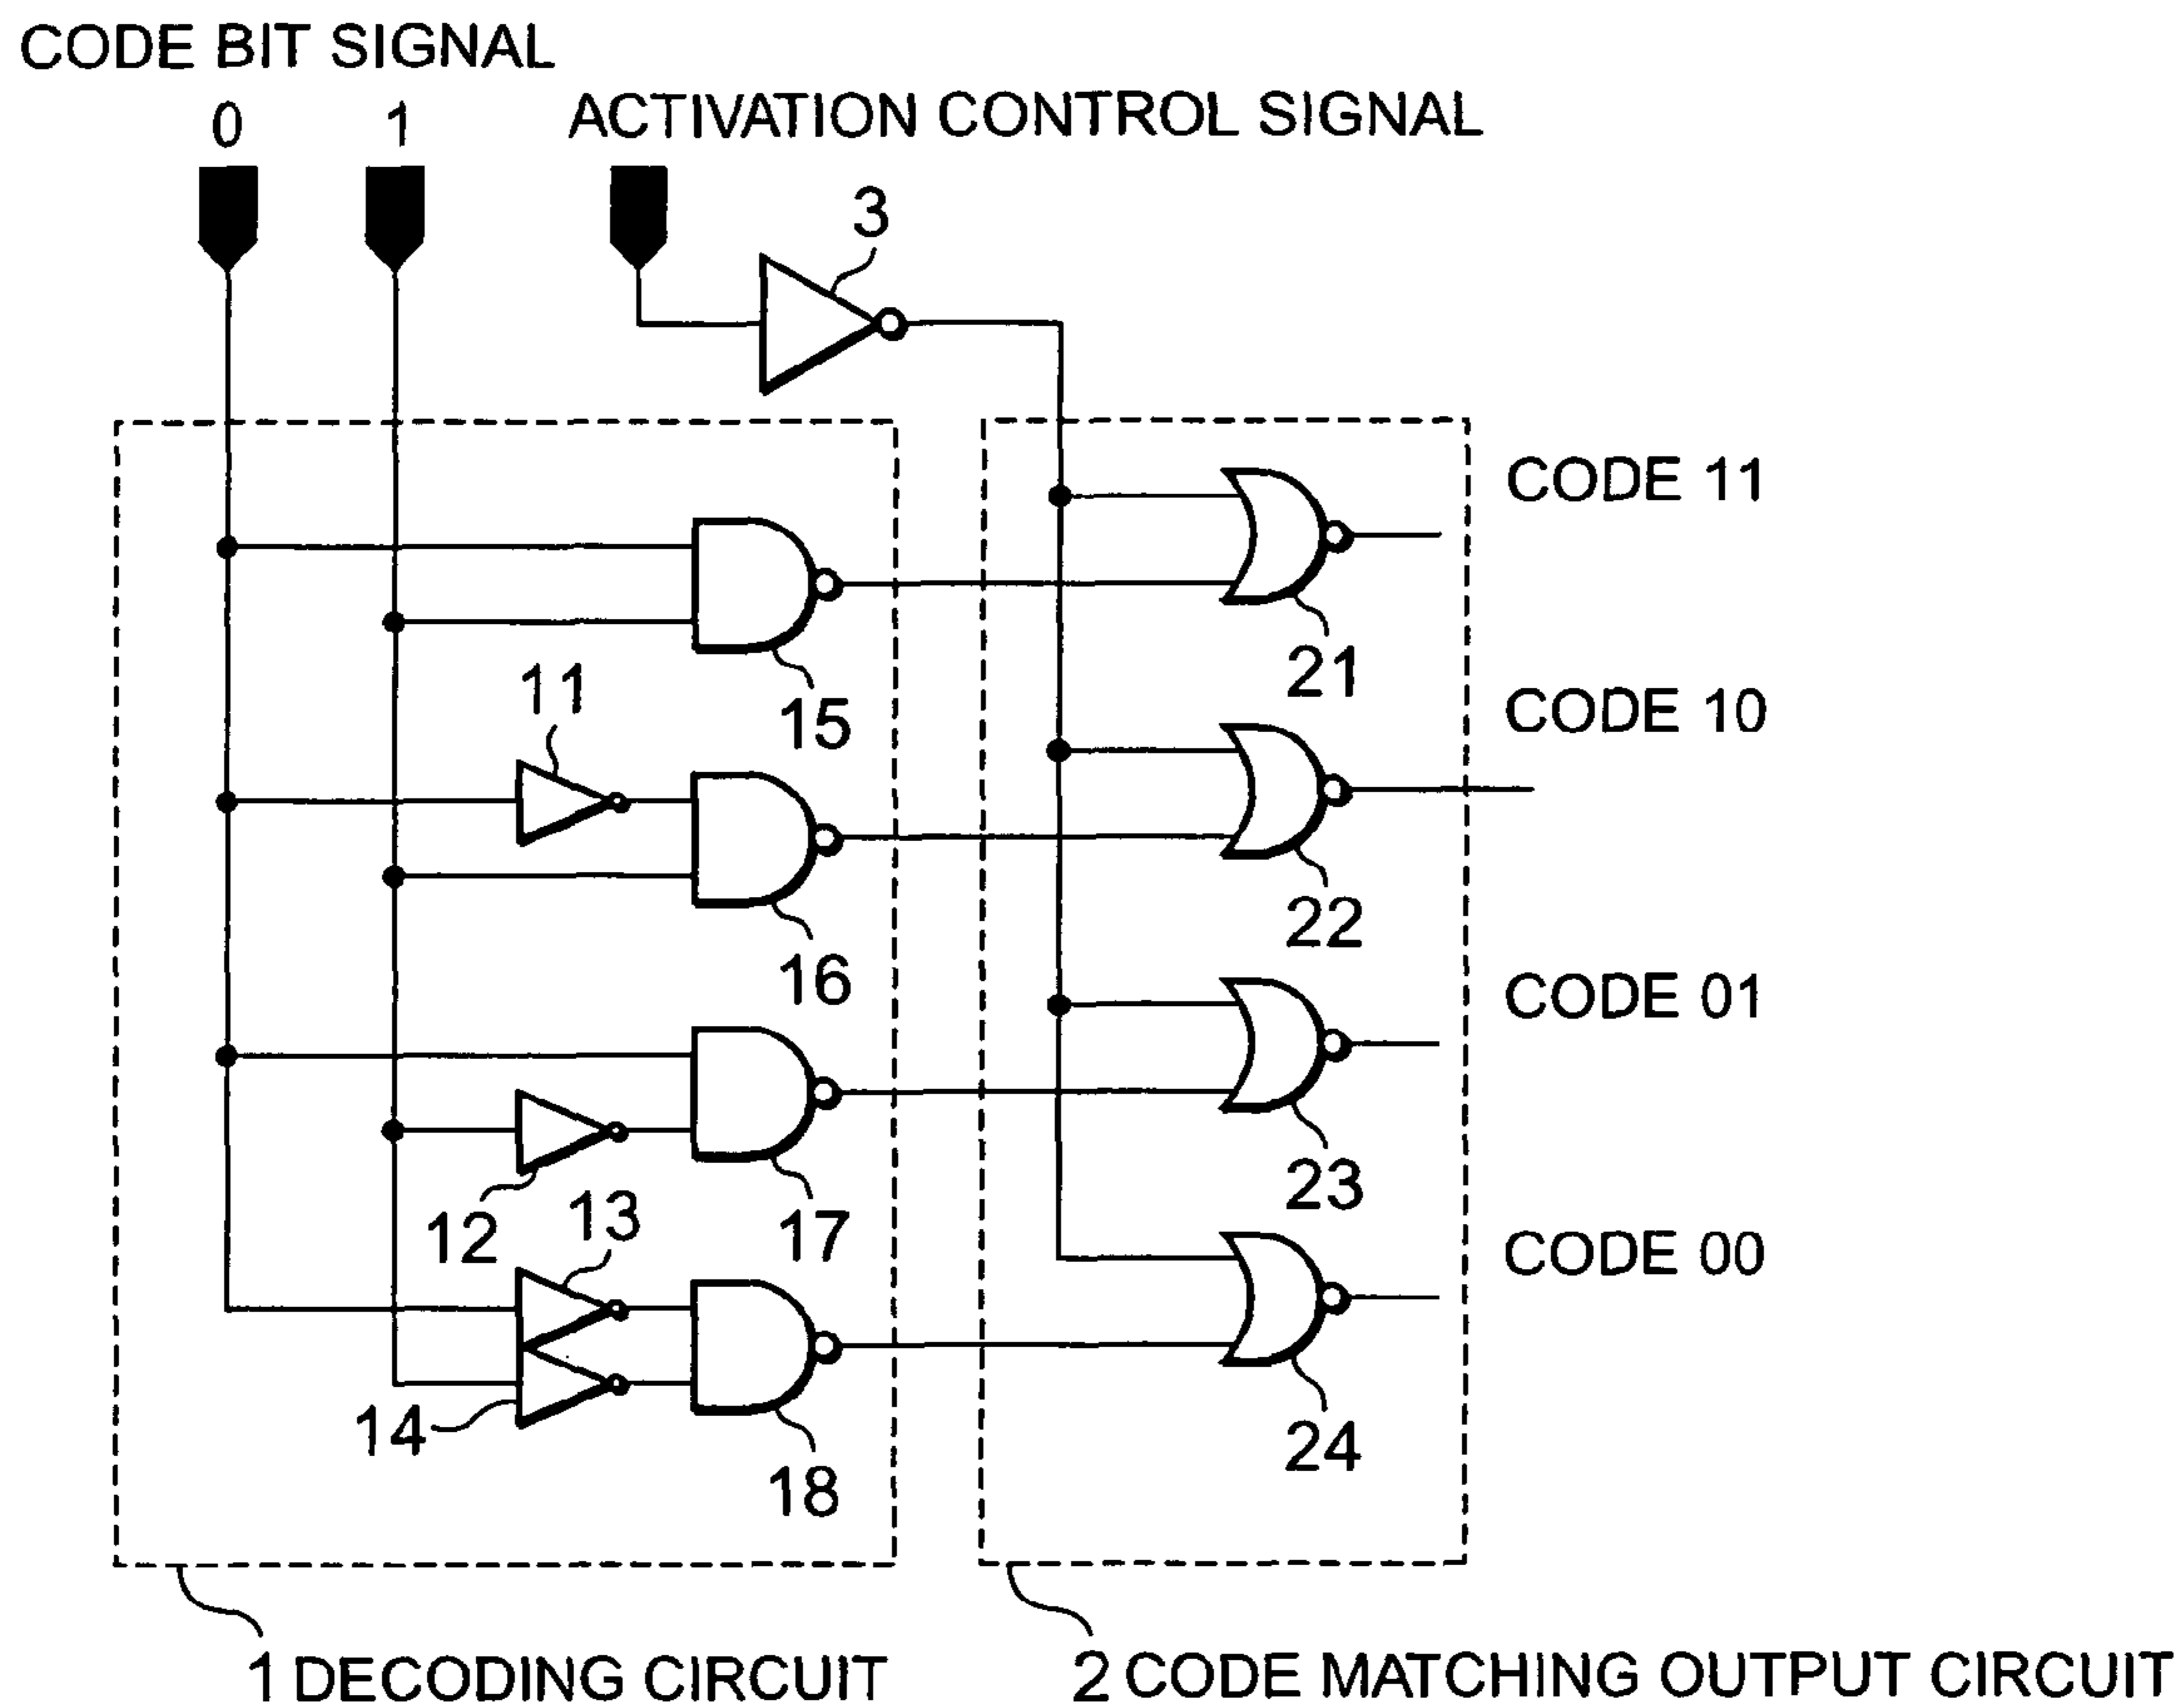 CODE BIT SIGNAL
0 1 ACTIVATION CONTROL SIGNAL
3
CODE 11
21
11
15
CODE 10
22
16
CODE 01
23
12
13
17
CODE 00
14
24
18
1 DECODING CIRCUIT
2 CODE MATCHING OUTPUT CIRCUIT